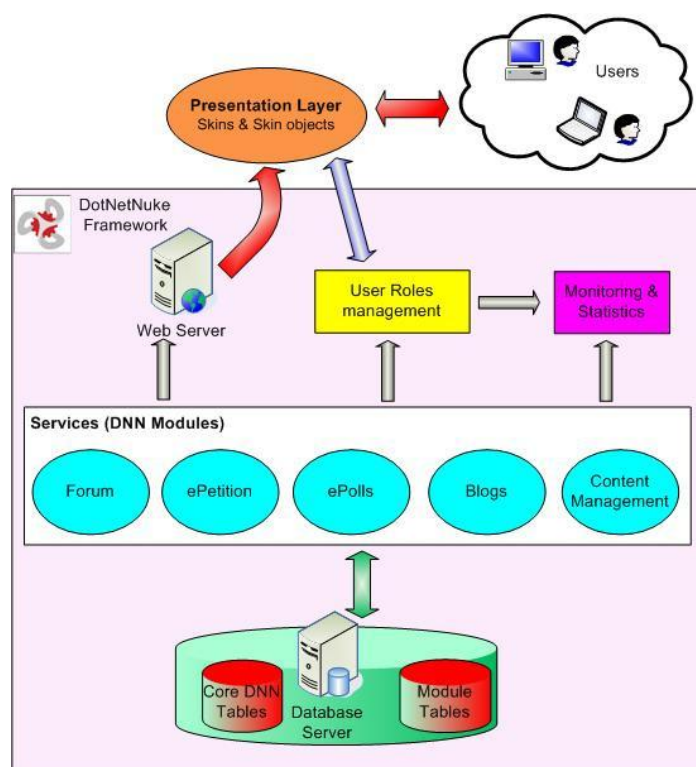 Users
Presentation Layer
Skins & Skin objects
DotNetNuke
Framework
Web Server
User Roles
management
Monitoring &
Statistics
Services (DNN Modules)
Forum
ePetition
ePolls
Blogs
Content
Management
Core DNN
Tables
Database
Server
Module
Tables